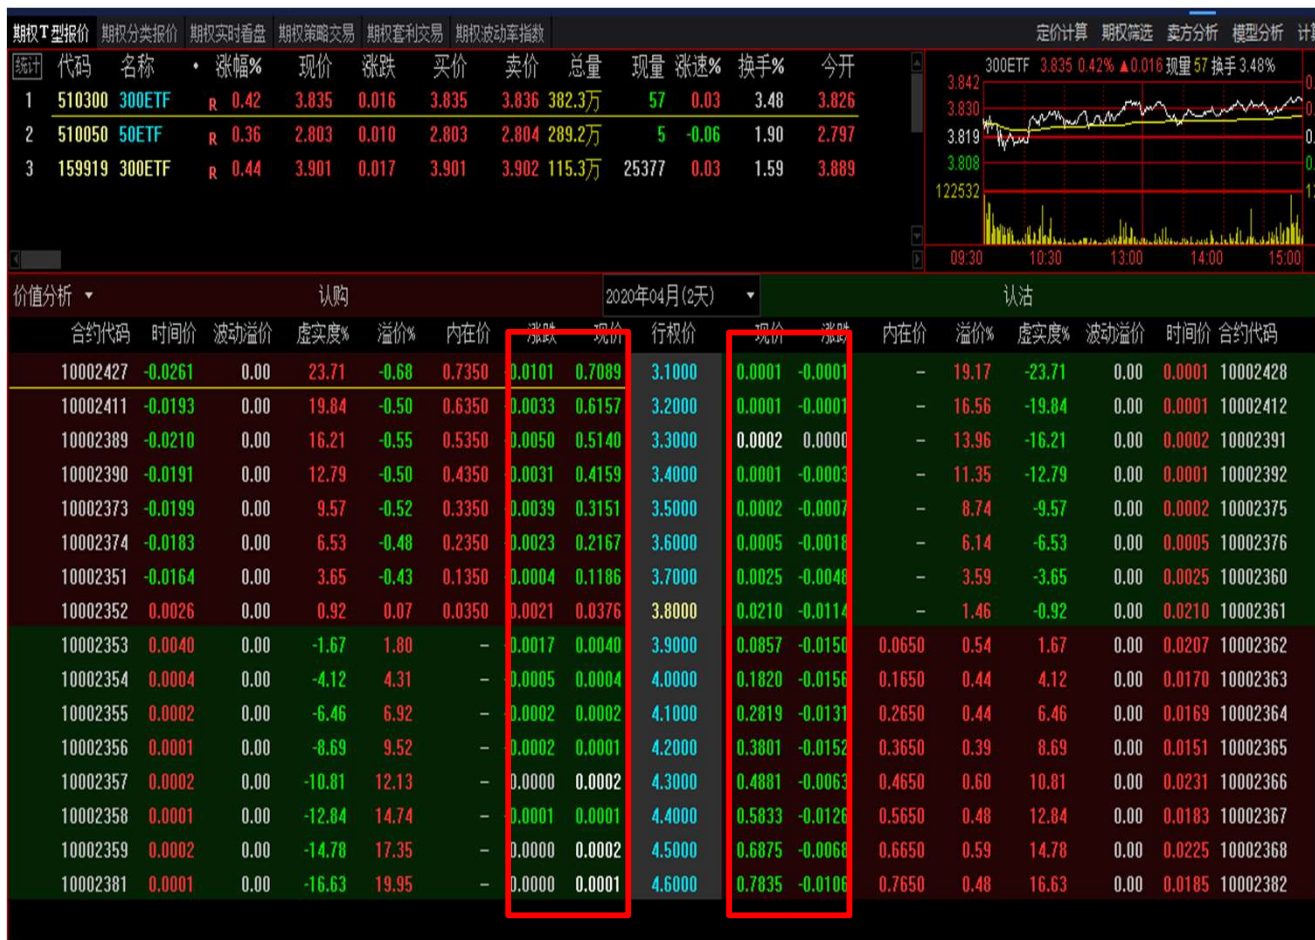 期权T型报价 期权分类报价 期权实时看盘 期权策略交易 期权套利交易 期权波动率指数 定价计算 期权筛选 卖方分析 模型分析
统计 代码 名称 · 涨幅% 现价 涨跌 买价 卖价 总量 现量 涨速% 换手% 今开
1 510300 300ETF R 0.42 3.835 0.016 3.835 3.836 382.3万 57 0.03 3.48 3.826
2 510050 50ETF R 0.36 2.803 0.010 2.803 2.804 289.2万 5 -0.06 1.90 2.797
3 159919 300ETF R 0.44 3.901 0.017 3.901 3.902 115.3万 25377 0.03 1.59 3.889
300ETF 3.835 0.42% ▲0.016 现量 57 换手 3.48%
3.842
3.830
3.819
3.808
122532
09:30 10:30 13:00 14:00 15:00
价值分析 ▼ 认购 2020年04月(2天) ▼ 认沽
合约代码 时间价 波动溢价 虚实度% 溢价% 内在价 涨跌 现价 行权价 现价 涨跌 内在价 溢价% 虚实度% 波动溢价 时间价 合约代码
10002427 -0.0261 0.00 23.71 -0.68 0.7350 0.0101 0.7089 3.1000 0.0001 -0.0001 – 19.17 -23.71 0.00 0.0001 10002428
10002411 -0.0193 0.00 19.84 -0.50 0.6350 0.0033 0.6157 3.2000 0.0001 -0.0001 – 16.56 -19.84 0.00 0.0001 10002412
10002389 -0.0210 0.00 16.21 -0.55 0.5350 0.0050 0.5140 3.3000 0.0002 0.0000 – 13.96 -16.21 0.00 0.0002 10002391
10002390 -0.0191 0.00 12.79 -0.50 0.4350 0.0031 0.4159 3.4000 0.0001 -0.0003 – 11.35 -12.79 0.00 0.0001 10002392
10002373 -0.0199 0.00 9.57 -0.52 0.3350 0.0039 0.3151 3.5000 0.0002 -0.0007 – 8.74 -9.57 0.00 0.0002 10002375
10002374 -0.0183 0.00 6.53 -0.48 0.2350 0.0023 0.2167 3.6000 0.0005 -0.0018 – 6.14 -6.53 0.00 0.0005 10002376
10002351 -0.0164 0.00 3.65 -0.43 0.1350 0.0004 0.1186 3.7000 0.0025 -0.0048 – 3.59 -3.65 0.00 0.0025 10002360
10002352 0.0026 0.00 0.92 0.07 0.0350 0.0021 0.0376 3.8000 0.0210 -0.0114 – 1.46 -0.92 0.00 0.0210 10002361
10002353 0.0040 0.00 -1.67 1.80 – 0.0017 0.0040 3.9000 0.0857 -0.0150 0.0650 0.54 1.67 0.00 0.0207 10002362
10002354 0.0004 0.00 -4.12 4.31 – 0.0005 0.0004 4.0000 0.1820 -0.0156 0.1650 0.44 4.12 0.00 0.0170 10002363
10002355 0.0002 0.00 -6.46 6.92 – 0.0002 0.0002 4.1000 0.2819 -0.0131 0.2650 0.44 6.46 0.00 0.0169 10002364
10002356 0.0001 0.00 -8.69 9.52 – 0.0002 0.0001 4.2000 0.3801 -0.0152 0.3650 0.39 8.69 0.00 0.0151 10002365
10002357 0.0002 0.00 -10.81 12.13 – 0.0000 0.0002 4.3000 0.4881 -0.0063 0.4650 0.60 10.81 0.00 0.0231 10002366
10002358 0.0001 0.00 -12.84 14.74 – 0.0001 0.0001 4.4000 0.5833 -0.0126 0.5650 0.48 12.84 0.00 0.0183 10002367
10002359 0.0002 0.00 -14.78 17.35 – 0.0000 0.0002 4.5000 0.6875 -0.0068 0.6650 0.59 14.78 0.00 0.0225 10002368
10002381 0.0001 0.00 -16.63 19.95 – 0.0000 0.0001 4.6000 0.7835 -0.0106 0.7650 0.48 16.63 0.00 0.0185 10002382